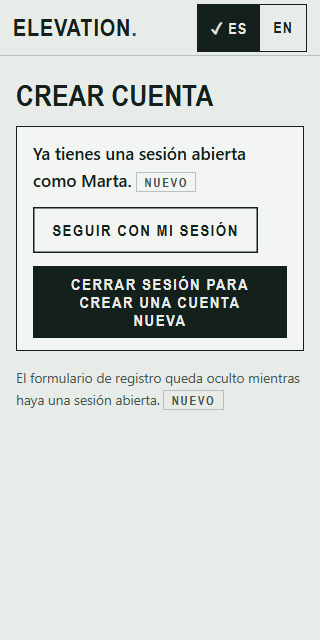 ELEVATION.
✓ ES EN
CREAR CUENTA
Ya tienes una sesión abierta
como Marta. NUEVO
SEGUIR CON MI SESIÓN
CERRAR SESIÓN PARA
CREAR UNA CUENTA
NUEVA
El formulario de registro queda oculto mientras
haya una sesión abierta. NUEVO